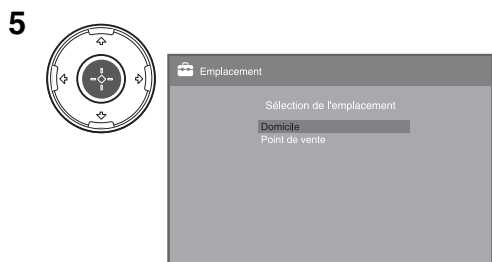 5
Emplacement
Sélection de l'emplacement
Domicile
Point de vente